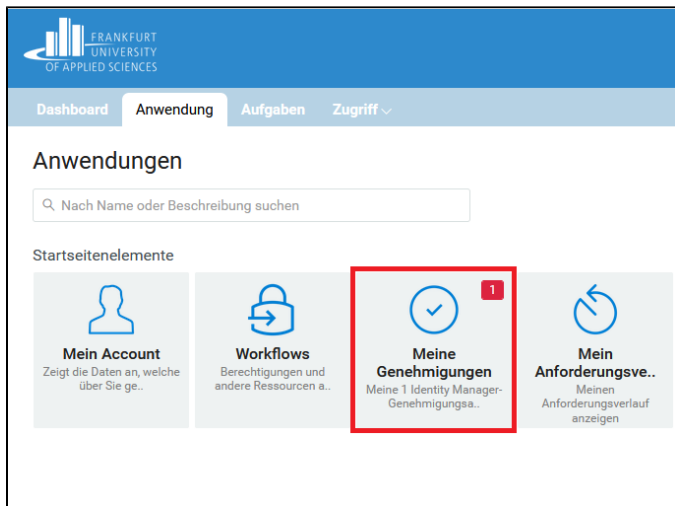 FRANKFURT
UNIVERSITY
OF APPLIED SCIENCES
Dashboard Anwendung Aufgaben Zugriff
Anwendungen
Nach Name oder Beschreibung suchen
Startseitenelemente
Mein Account
Zeigt die Daten an, welche
über Sie ge..
Workflows
Berechtigungen und
andere Ressourcen a..
1
Meine
Genehmigungen
Meine 1 Identity Manager-
Genehmigungsa..
Mein
Anforderungsve..
Meinen
Anforderungsverlauf
anzeigen